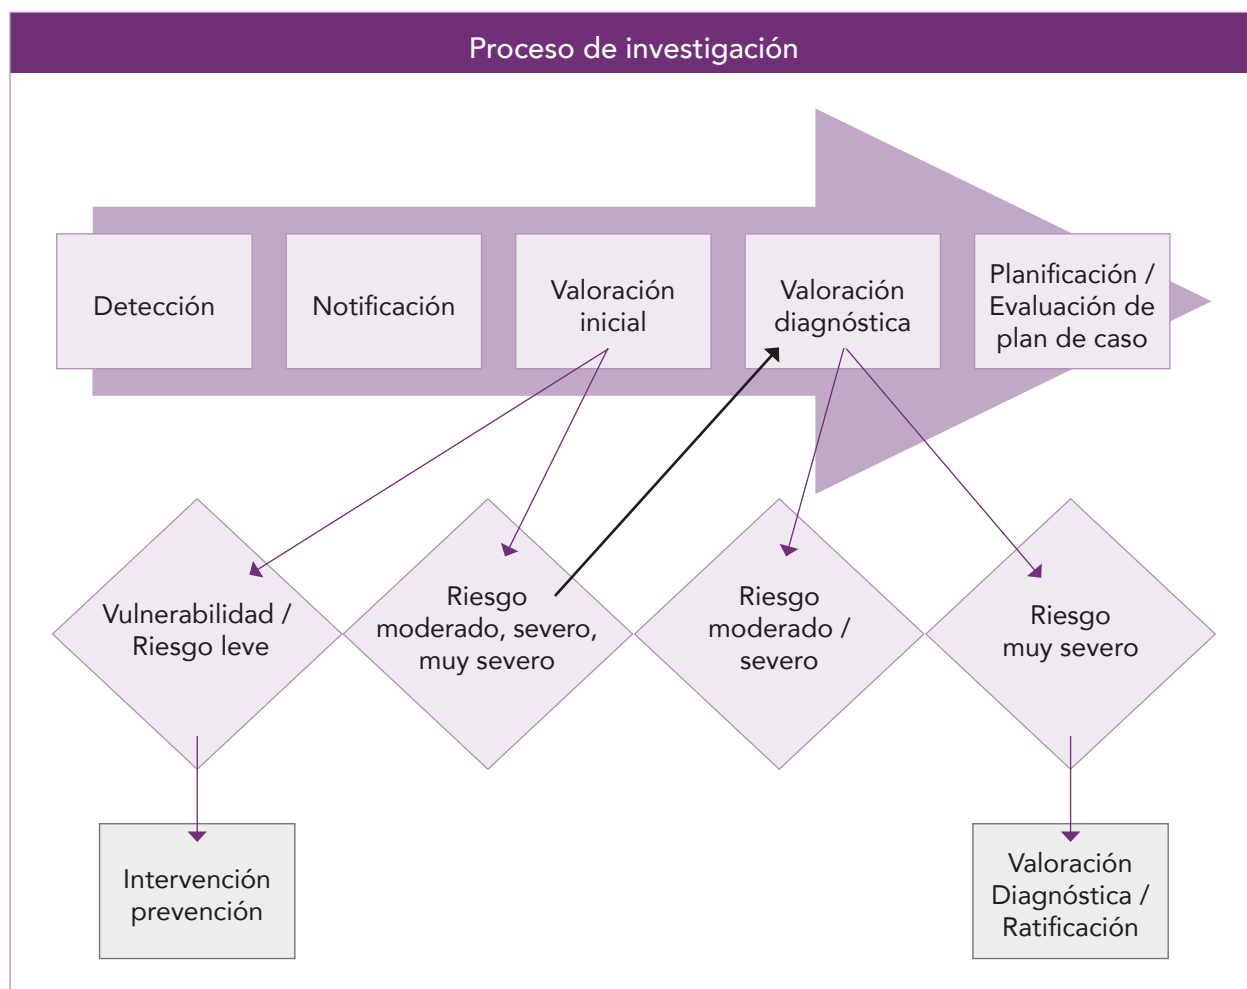 Proceso de investigación
Detección
Notificación
Valoración
inicial
Valoración
diagnóstica
Planificación /
Evaluación de
plan de caso
Vulnerabilidad /
Riesgo leve
Riesgo
moderado, severo,
muy severo
Riesgo
moderado /
severo
Riesgo
muy severo
Intervención
prevención
Valoración
Diagnóstica /
Ratificación